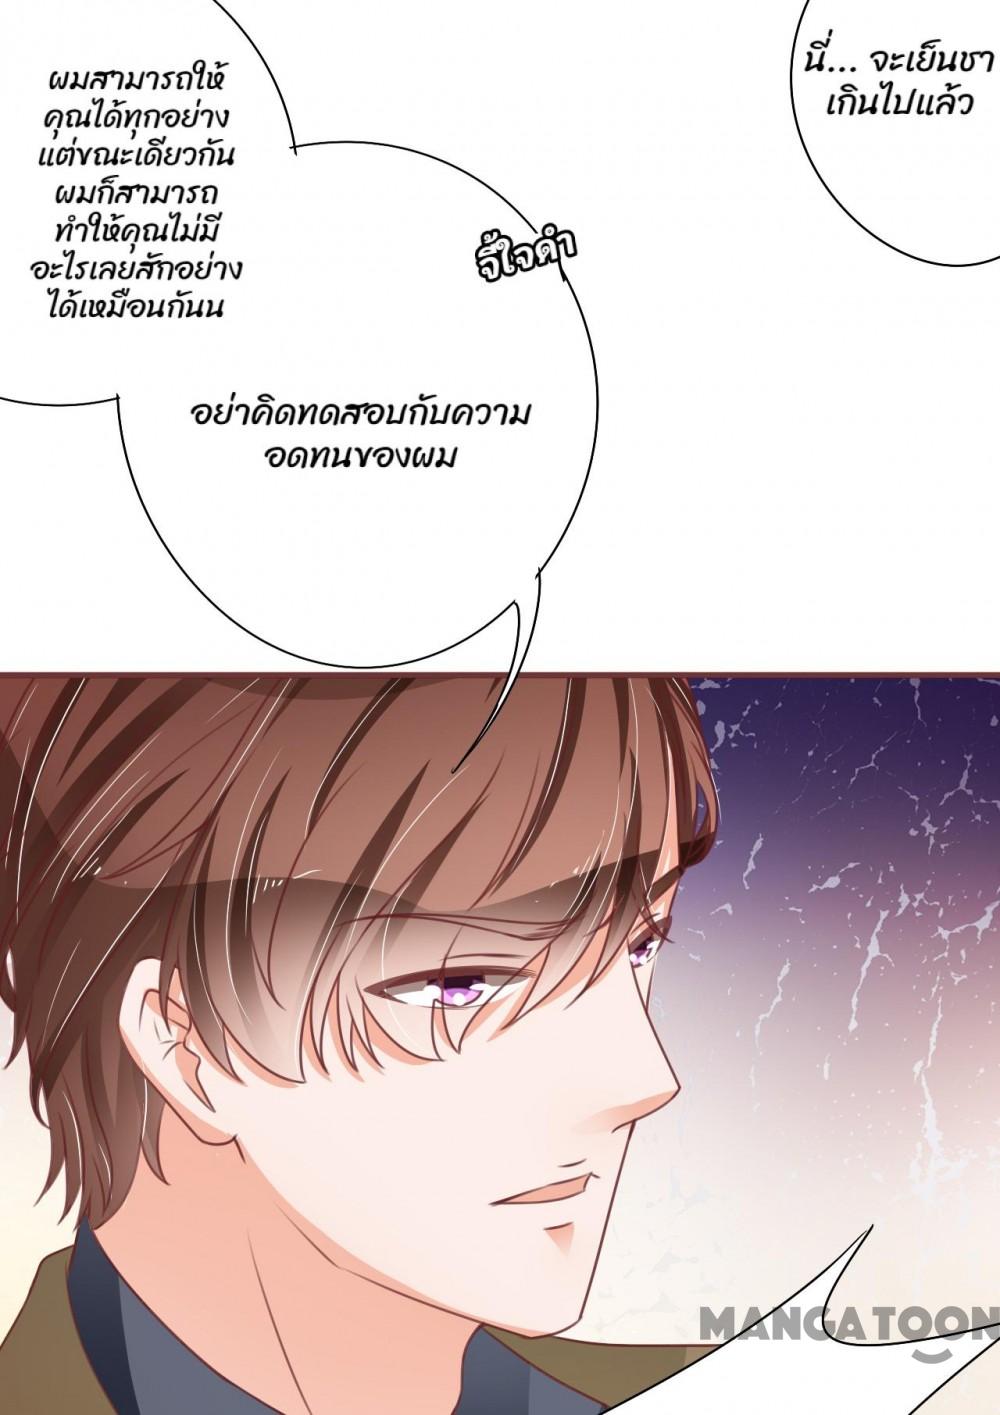 ผมสามารถให้
คุณได้ทุกอย่าง
แต่ขณะเดียวกัน
ผมก็สามารถ
ทำให้คุณไม่มี
อะไรเลยสักอย่าง
ได้เหมือนกันน
นี่... จะเย็นชา
เกินไปแล้ว
จี้ใจดำ
อย่าคิดทดสอบกับความ
อดทนของผม
MANGATOON